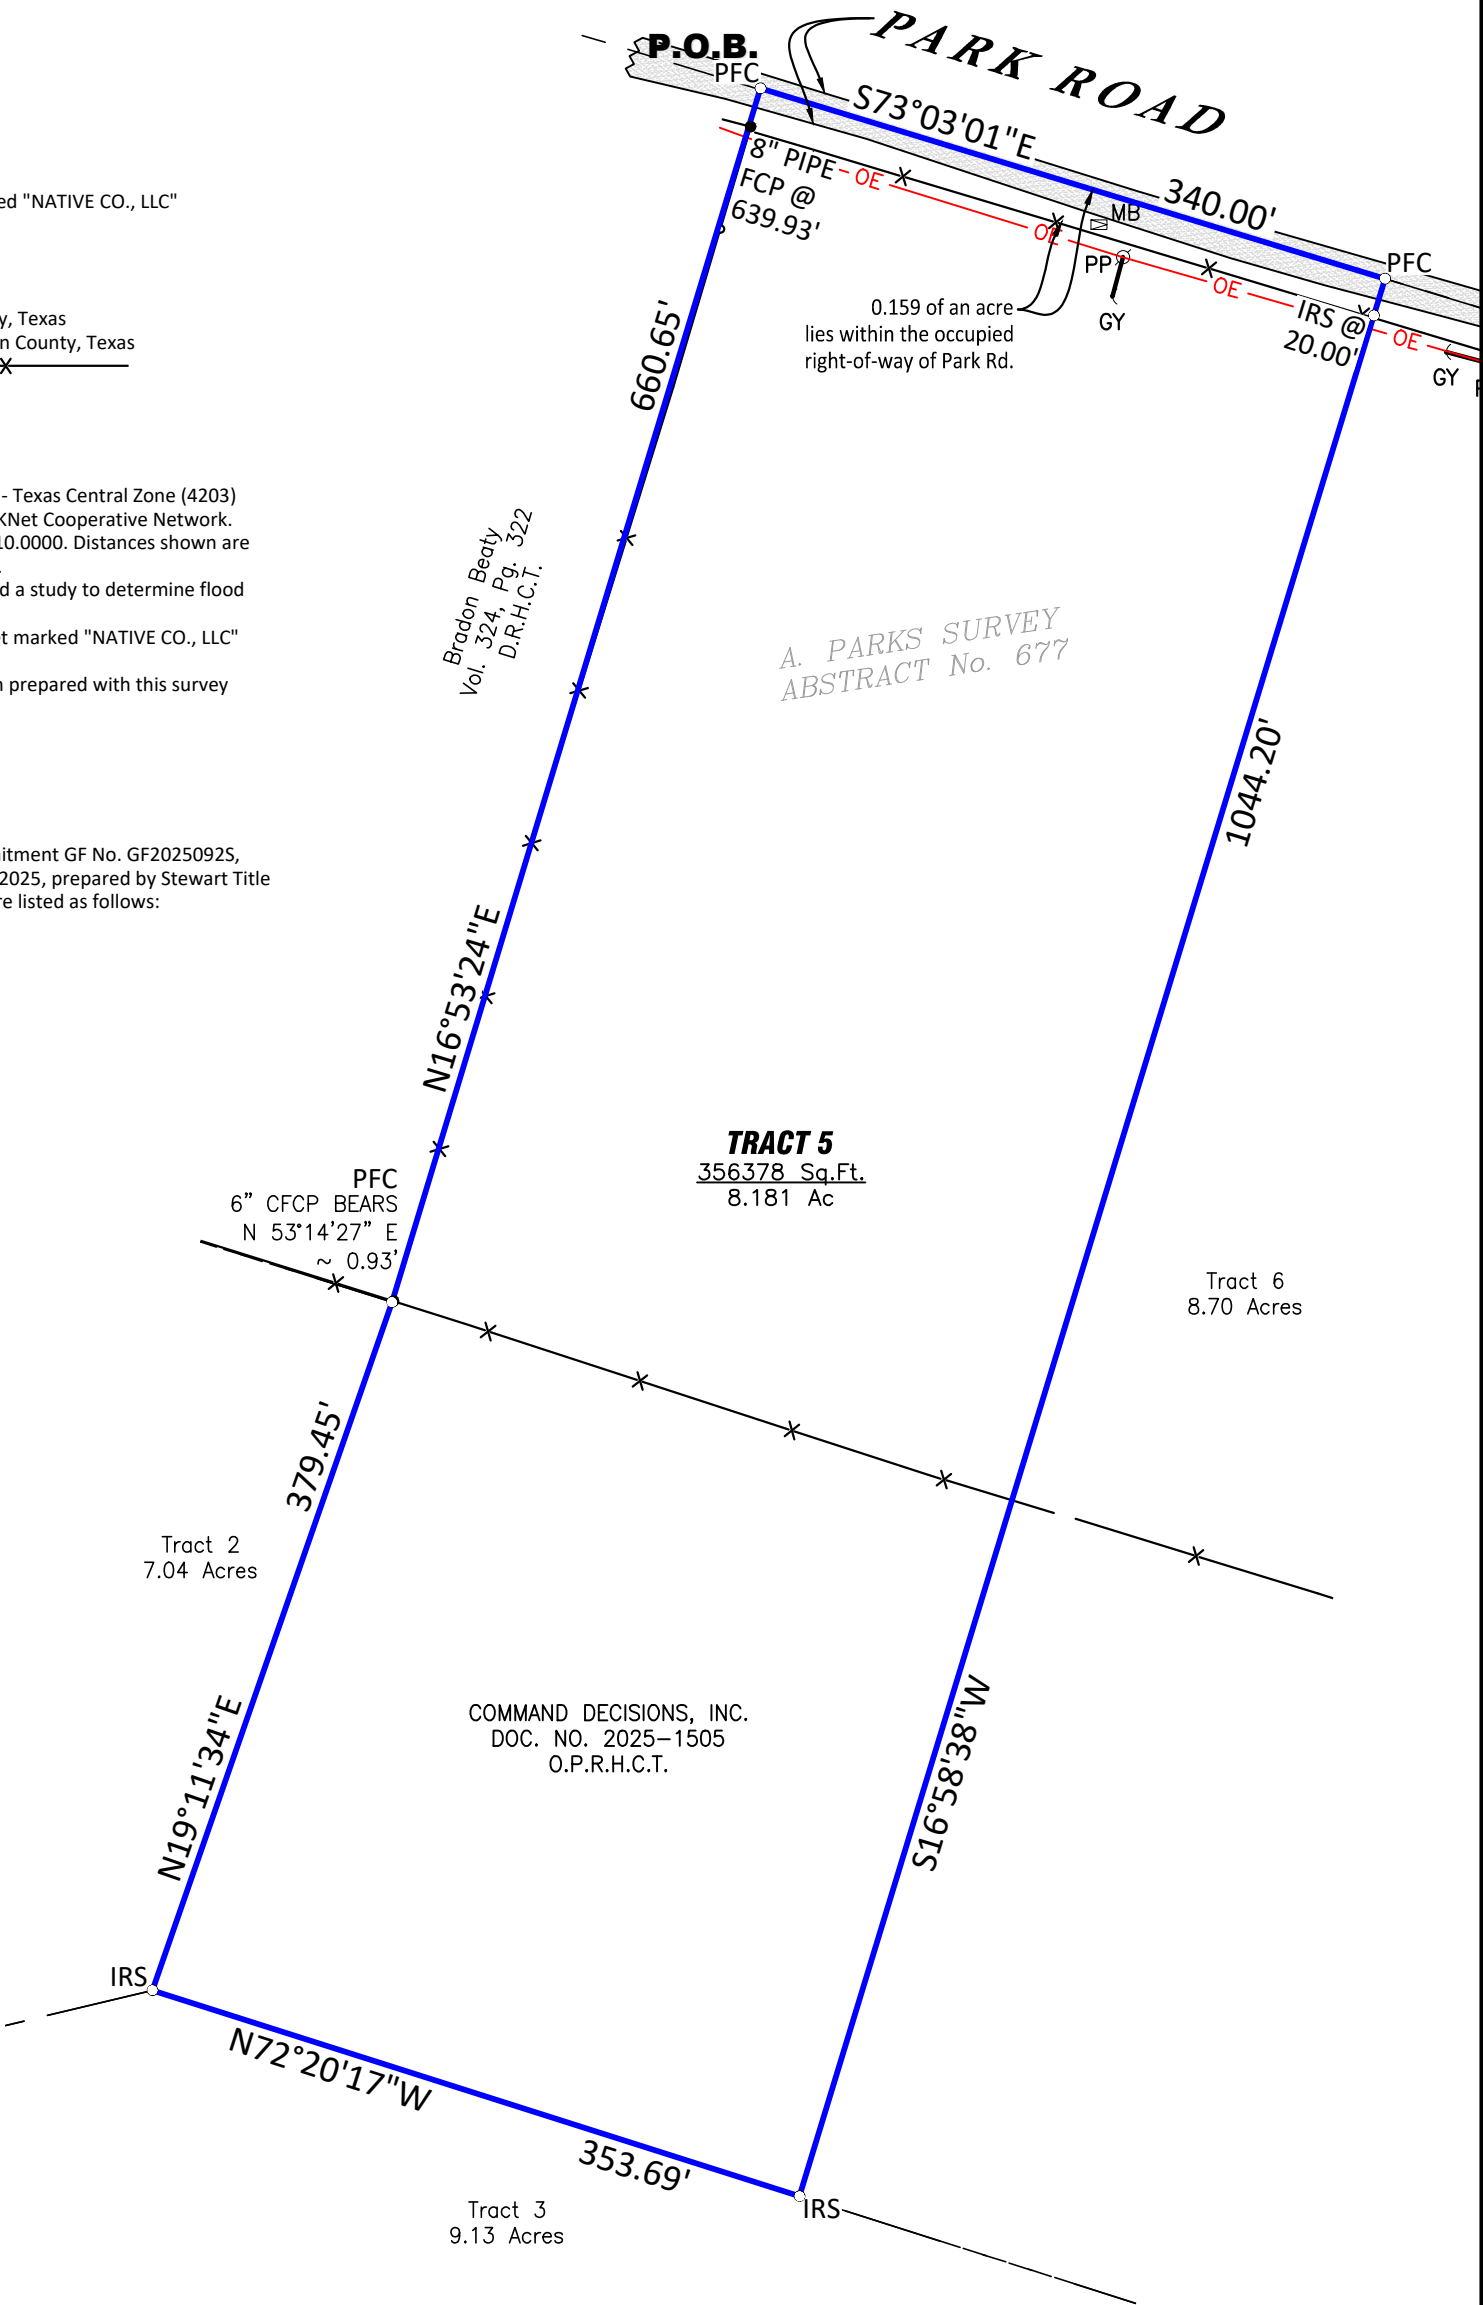 PARK ROAD
P.O.B.
PFC
S73°03'01"E
340.00'
8" PIPE
FCP @
639.93'
OE
OE
OE
OE
MB
PP
GY
PFC
IRS @
20.00'
GY
ed "NATIVE CO., LLC"
0.159 of an acre
lies within the occupied
right-of-way of Park Rd.
y, Texas
n County, Texas
660.65'
- Texas Central Zone (4203)
KNet Cooperative Network.
10.0000. Distances shown are
d a study to determine flood
t marked "NATIVE CO., LLC"
n prepared with this survey
Bradon Beaty
Vol. 324, Pg. 322
D.R.H.C.T.
A. PARKS SURVEY
ABSTRACT No. 677
1044.20'
itment GF No. GF2025092S,
2025, prepared by Stewart Title
re listed as follows:
N16°53'24"E
TRACT 5
356378 Sq.Ft.
8.181 Ac
PFC
6" CFCP BEARS
N 53°14'27" E
~ 0.93'
Tract 6
8.70 Acres
379.45'
Tract 2
7.04 Acres
N19°11'34"E
COMMAND DECISIONS, INC.
DOC. NO. 2025-1505
O.P.R.H.C.T.
S16°58'38"W
IRS
N72°20'17"W
353.69'
IRS
Tract 3
9.13 Acres